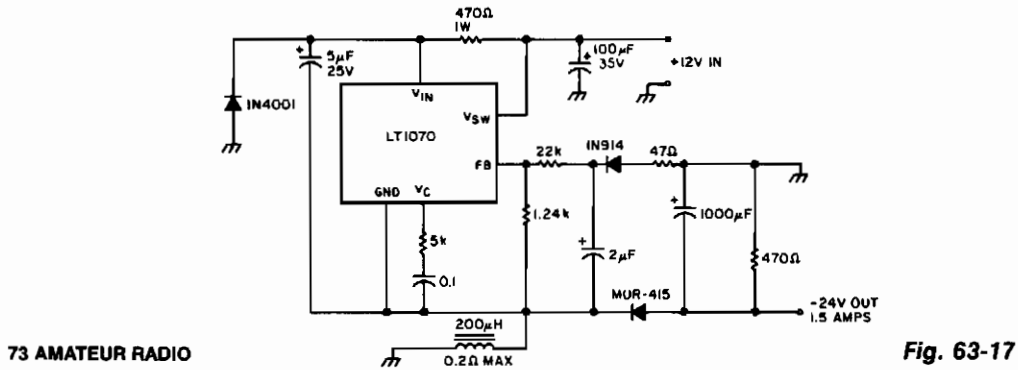 470Ω
1W
+
5μF
25V
+
100μF
35V
+12V IN
1N4001
VIN
VSW
LT1070
FB
22k
1N914
47Ω
GND
VC
1.24k
+
1000μF
5k
+
2μF
470Ω
0.1
MUR-415
-24V OUT
1.5 AMPS
200μH
0.2Ω MAX
73 AMATEUR RADIO
Fig. 63-17